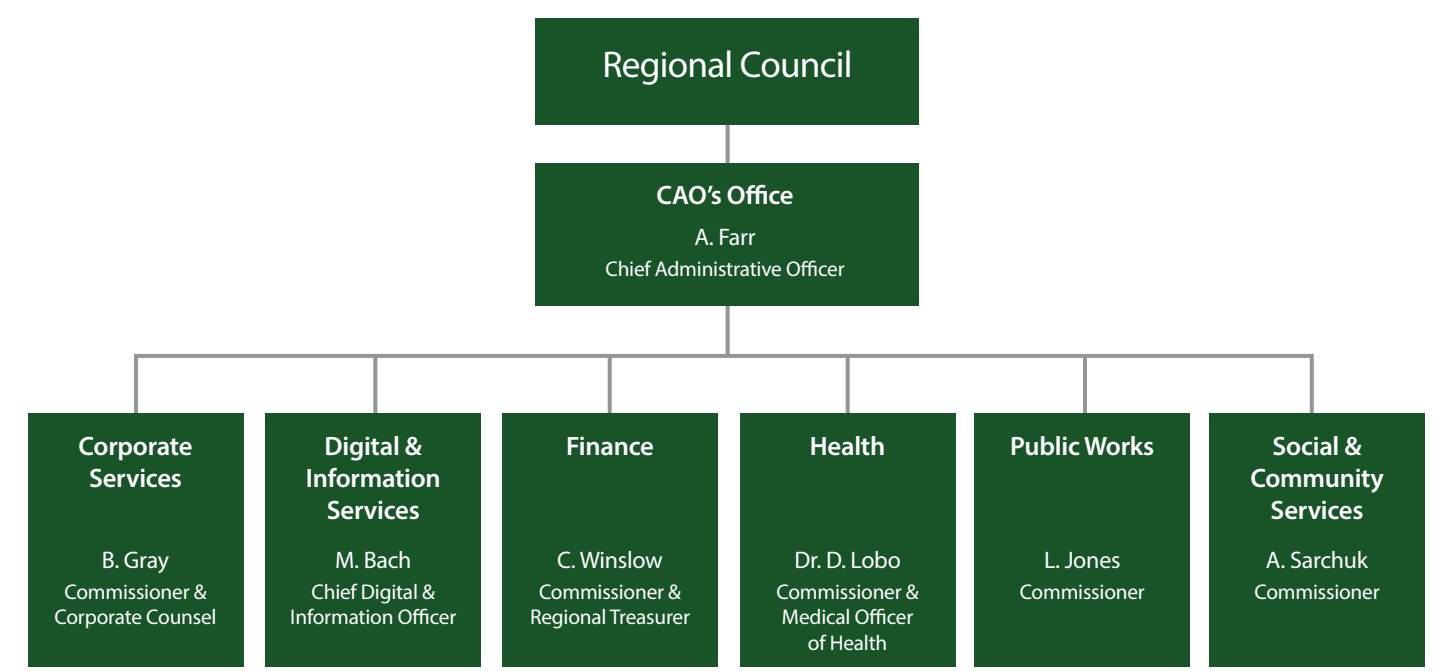 Regional Council
CAO’s Office
A. Farr
Chief Administrative Officer
Corporate
Services
B. Gray
Commissioner &
Corporate Counsel
Digital &
Information
Services
M. Bach
Chief Digital &
Information Officer
Finance
C. Winslow
Commissioner &
Regional Treasurer
Health
Dr. D. Lobo
Commissioner &
Medical Officer
of Health
Public Works
L. Jones
Commissioner
Social &
Community
Services
A. Sarchuk
Commissioner